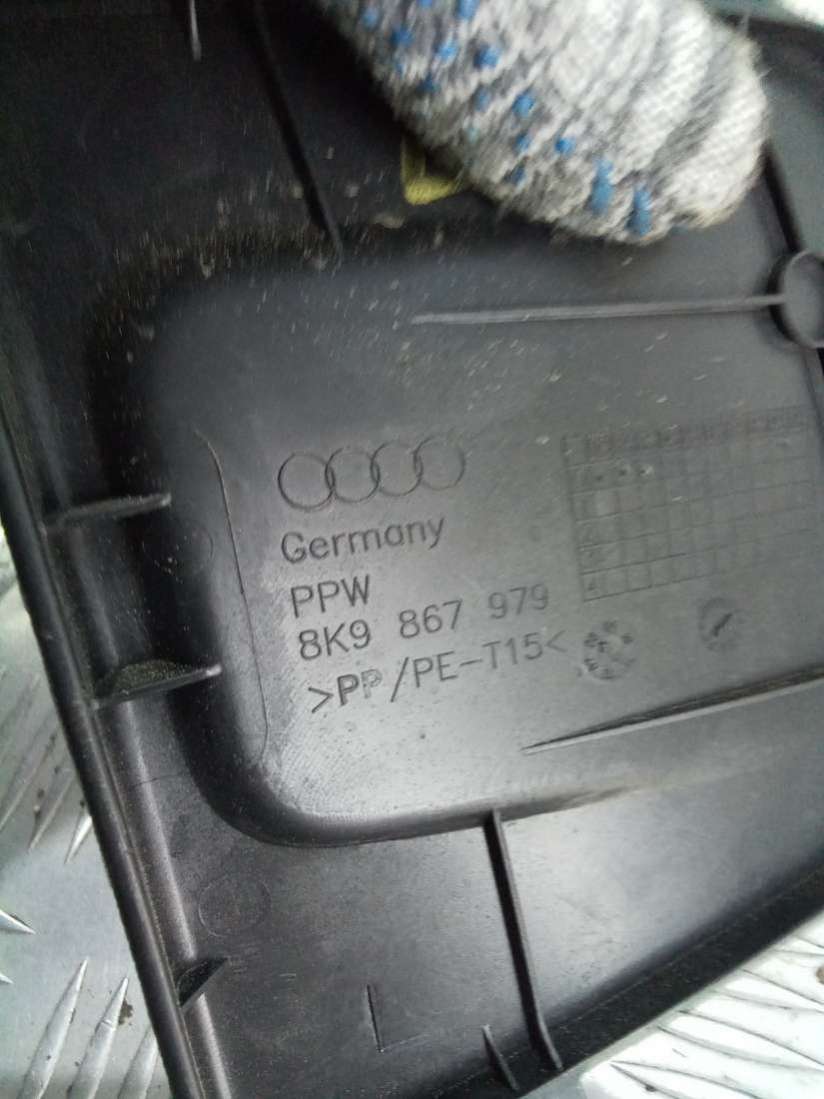 Germany
PPW
8K9 867 979
>PP/PE-T15<
L